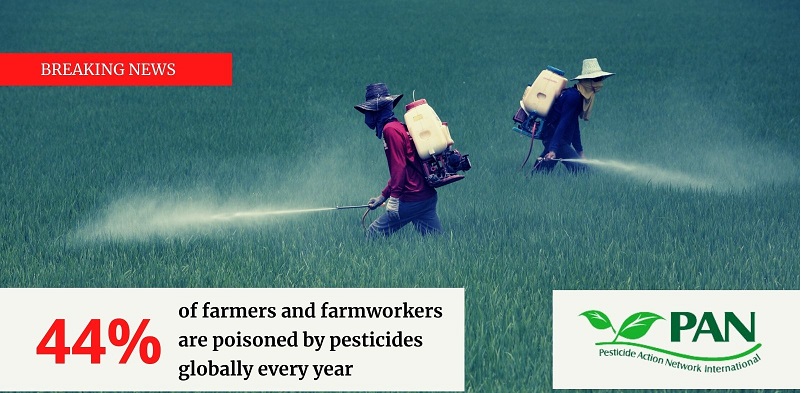 BREAKING NEWS
44%
of farmers and farmworkers
are poisoned by pesticides
globally every year
PAN
Pesticide Action Network International